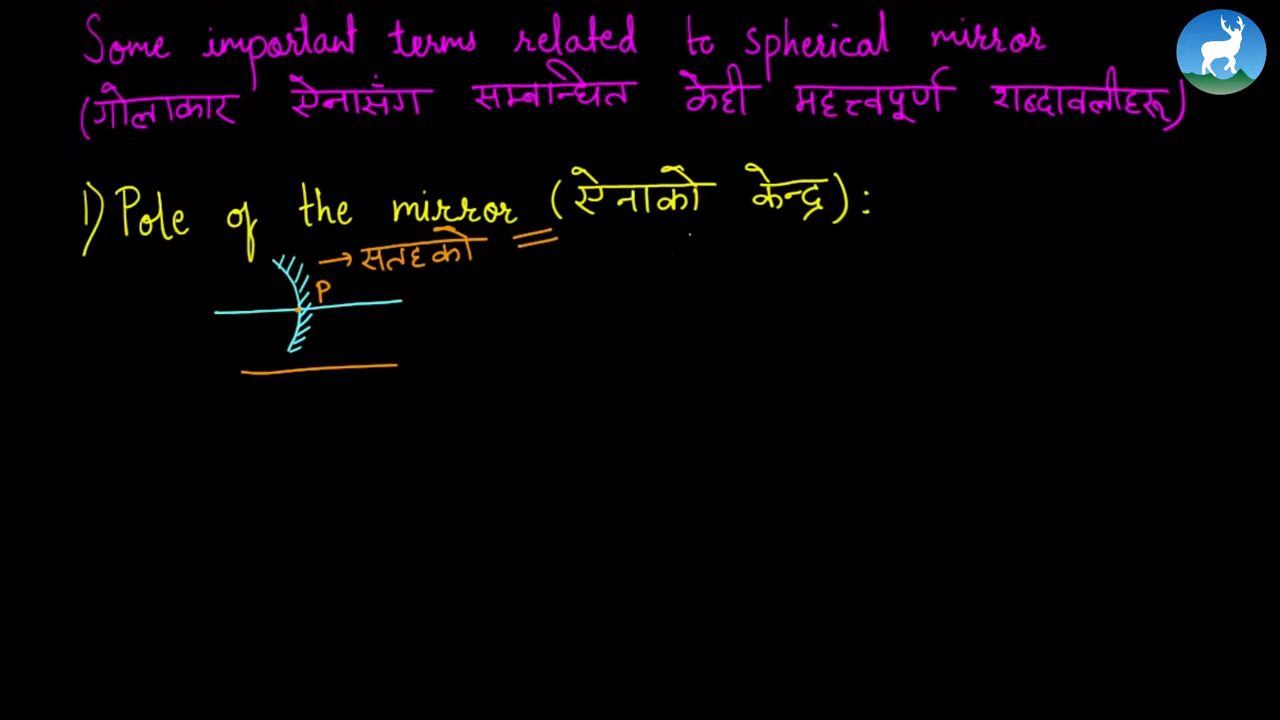 Some important terms related to spherical mirror
(गोलाकार ऐनासंग सम्बन्धित केही महत्त्वपूर्ण शब्दावलीहरू)
1) Pole of the mirror (ऐनाको केन्द्र) :
→ सतहको
P